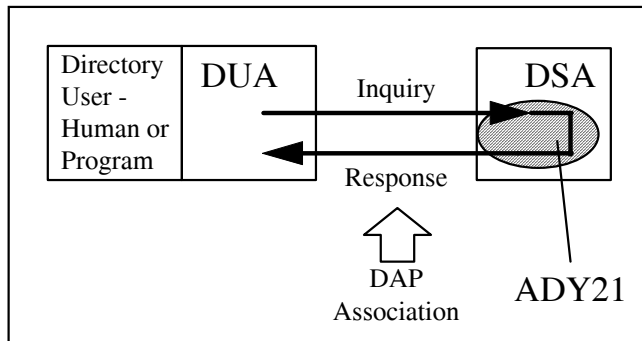 Directory
User -
Human or
Program
DUA
Inquiry
Response
DSA
DAP
Association
ADY21